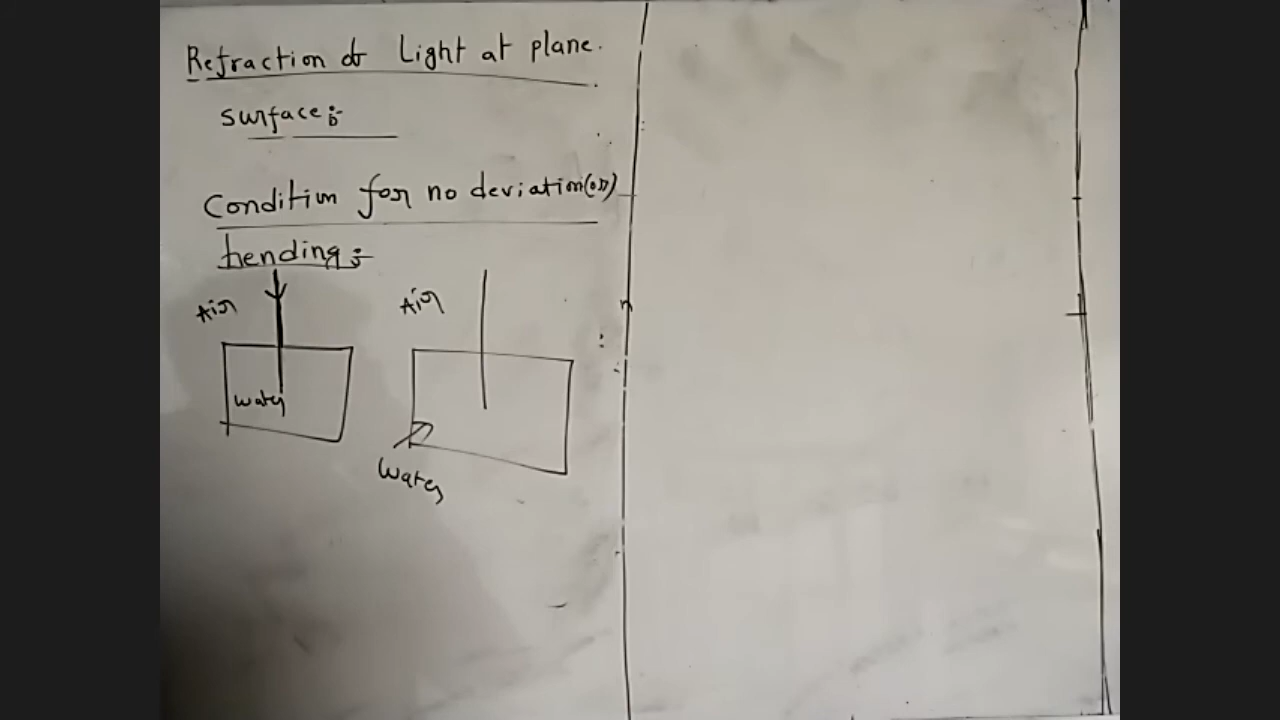 Refraction of Light at plane.
surface:-
Condition for no deviation(or)
bending:-
Air
Air
water
water